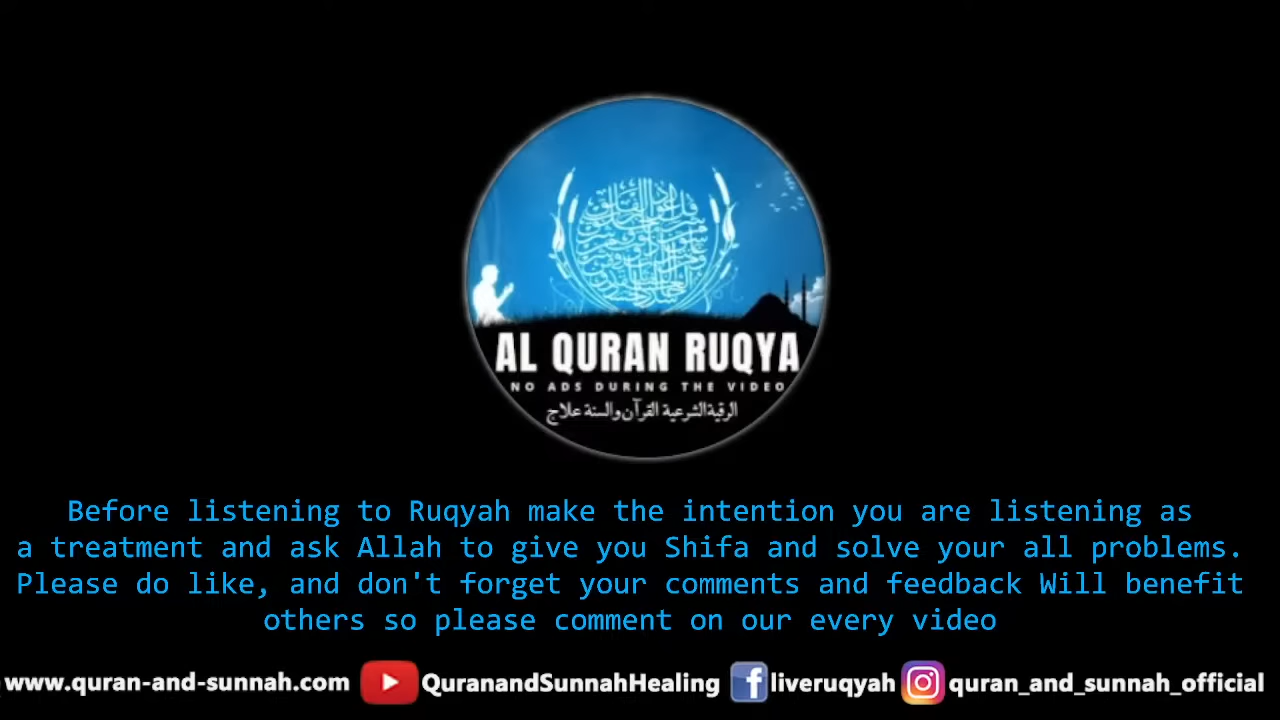 AL QURAN RUQYA
NO ADS DURING THE VIDEO
الرقية الشرعية القرآن والسنة علاج
Before listening to Ruqyah make the intention you are listening as
a treatment and ask Allah to give you Shifa and solve your all problems.
Please do like, and don't forget your comments and feedback Will benefit
others so please comment on our every video
www.quran-and-sunnah.com QuranandSunnahHealing liveruqyah quran_and_sunnah_official